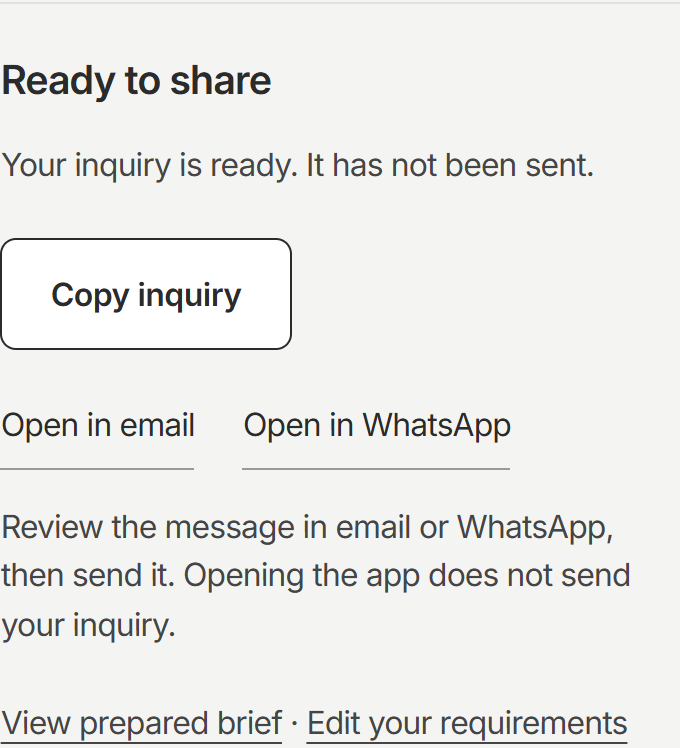 Ready to share
Your inquiry is ready. It has not been sent.
Copy inquiry
Open in email Open in WhatsApp
Review the message in email or WhatsApp,
then send it. Opening the app does not send
your inquiry.
View prepared brief · Edit your requirements